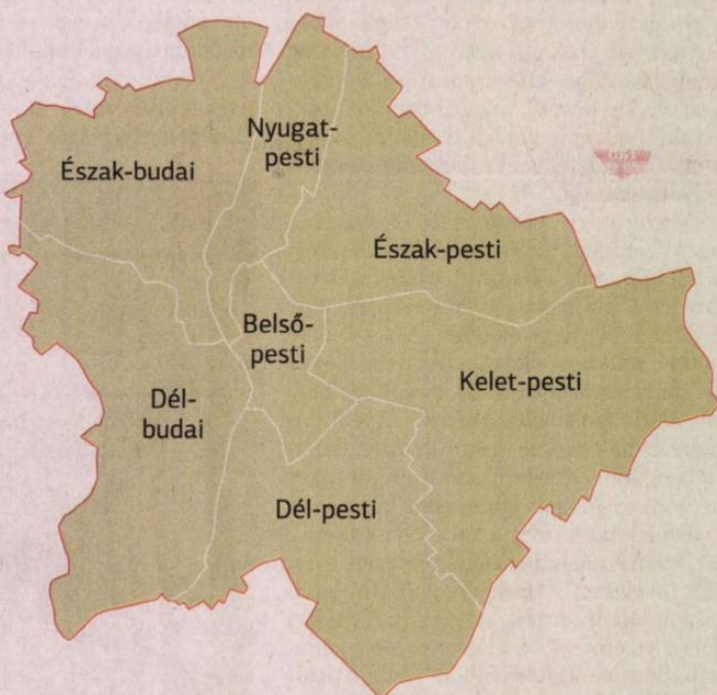 Nyugat-
pesti
Észak-budai
Észak-pesti
Belső-
pesti
Kelet-pesti
Dél-
budai
Dél-pesti